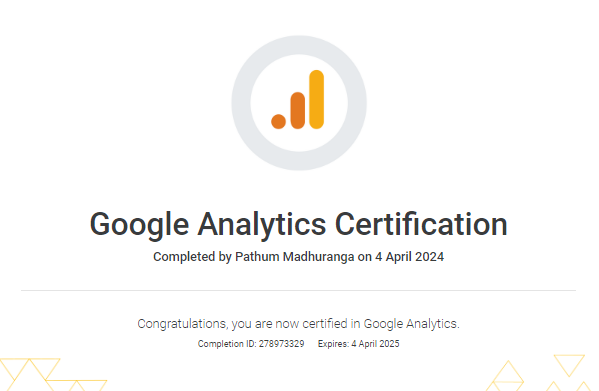 Google Analytics Certification
Completed by Pathum Madhuranga on 4 April 2024
Congratulations, you are now certified in Google Analytics.
Completion ID: 278973329 Expires: 4 April 2025